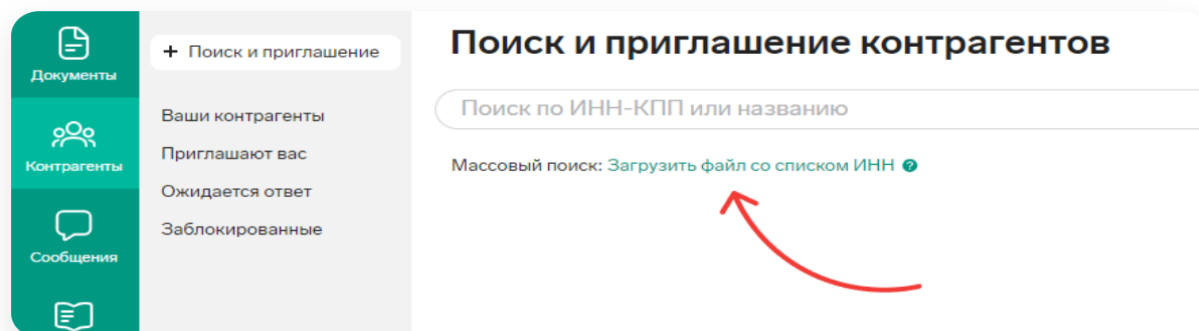 Документы
Контрагенты
Сообщения
+ Поиск и приглашение
Ваши контрагенты
Приглашают вас
Ожидается ответ
Заблокированные
Поиск и приглашение контрагентов
Поиск по ИНН-КПП или названию
Массовый поиск: Загрузить файл со списком ИНН ?